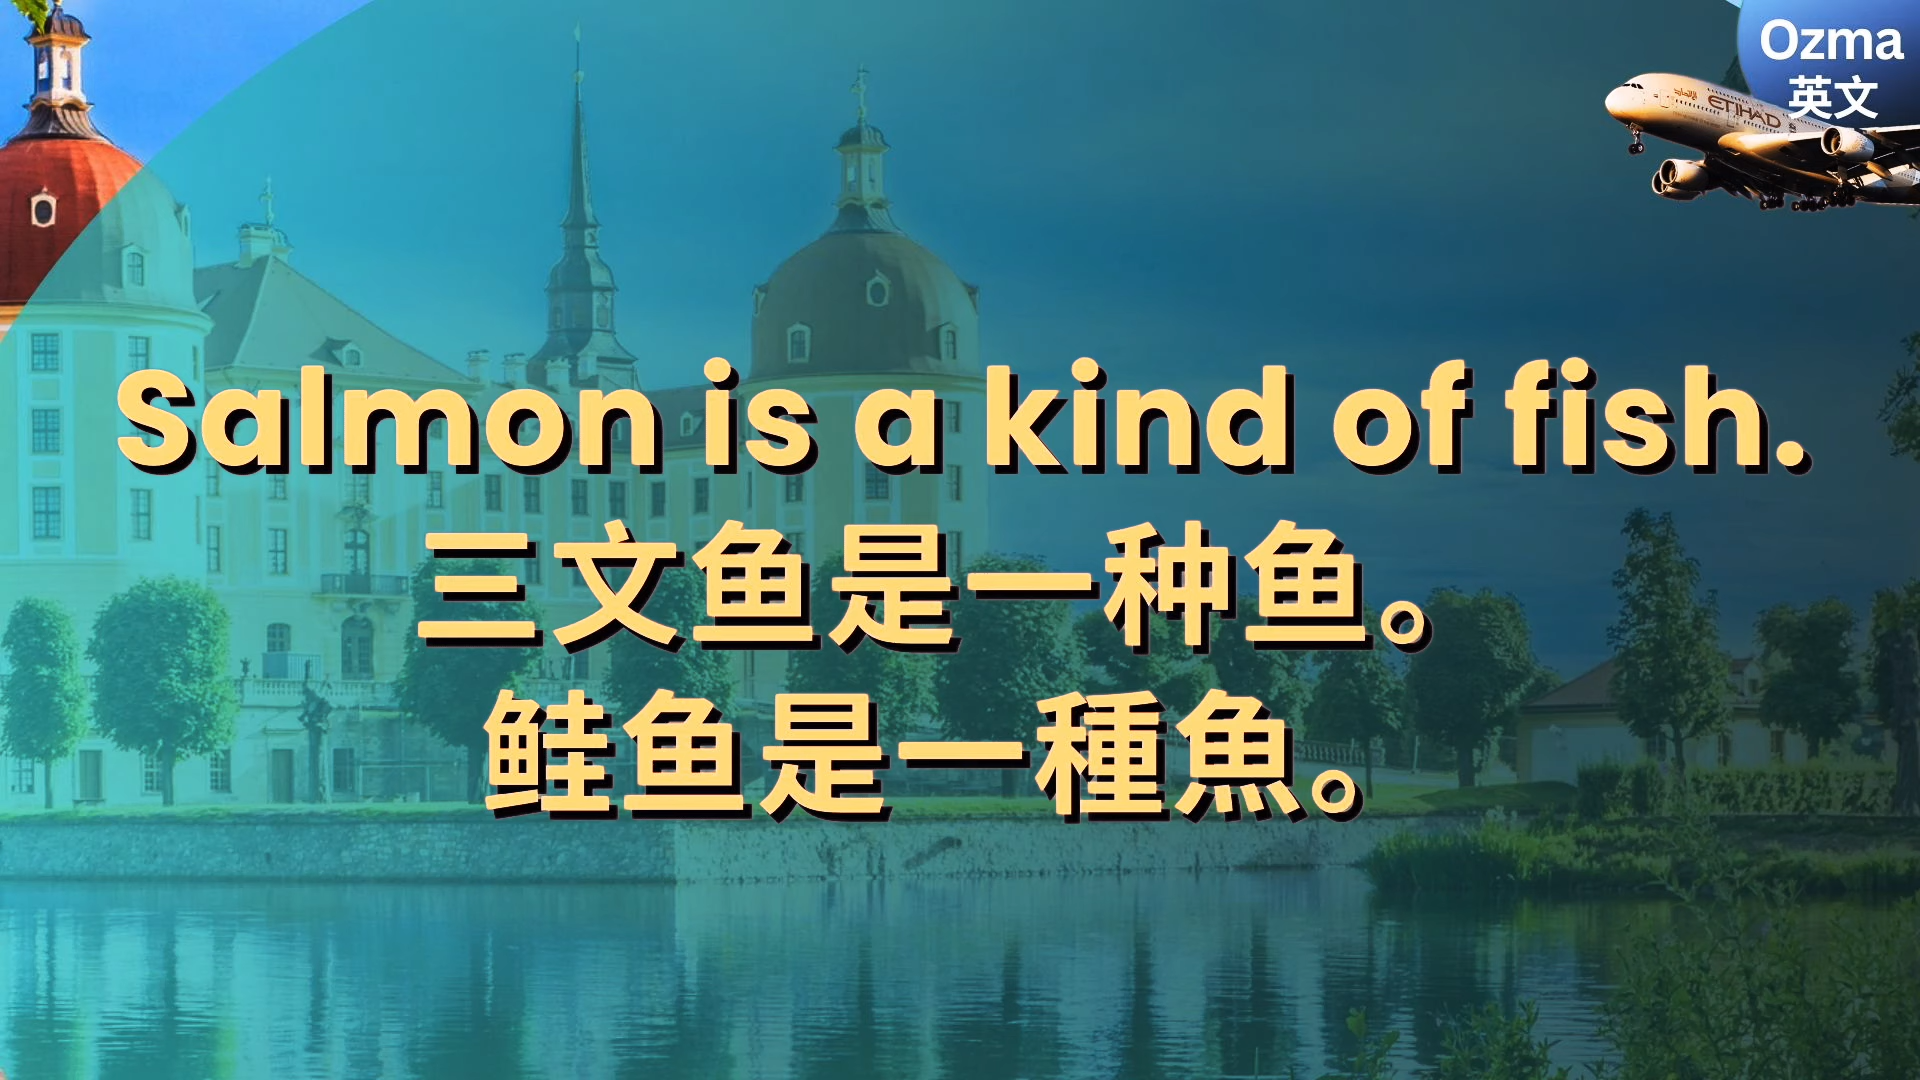 Ozma
英文
ETIHAD
Salmon is a kind of fish.
三文鱼是一种鱼。
鲑鱼是一種魚。